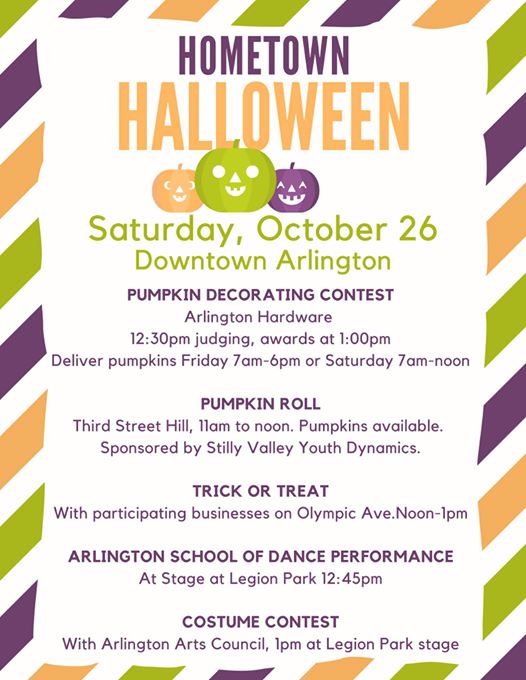 HOMETOWN
HALLOWEEN
Saturday, October 26
Downtown Arlington
PUMPKIN DECORATING CONTEST
Arlington Hardware
12:30pm judging, awards at 1:00pm
Deliver pumpkins Friday 7am-6pm or Saturday 7am-noon
PUMPKIN ROLL
Third Street Hill, 11am to noon. Pumpkins available.
Sponsored by Stilly Valley Youth Dynamics.
TRICK OR TREAT
With participating businesses on Olympic Ave.Noon-1pm
ARLINGTON SCHOOL OF DANCE PERFORMANCE
At Stage at Legion Park 12:45pm
COSTUME CONTEST
With Arlington Arts Council, 1pm at Legion Park stage